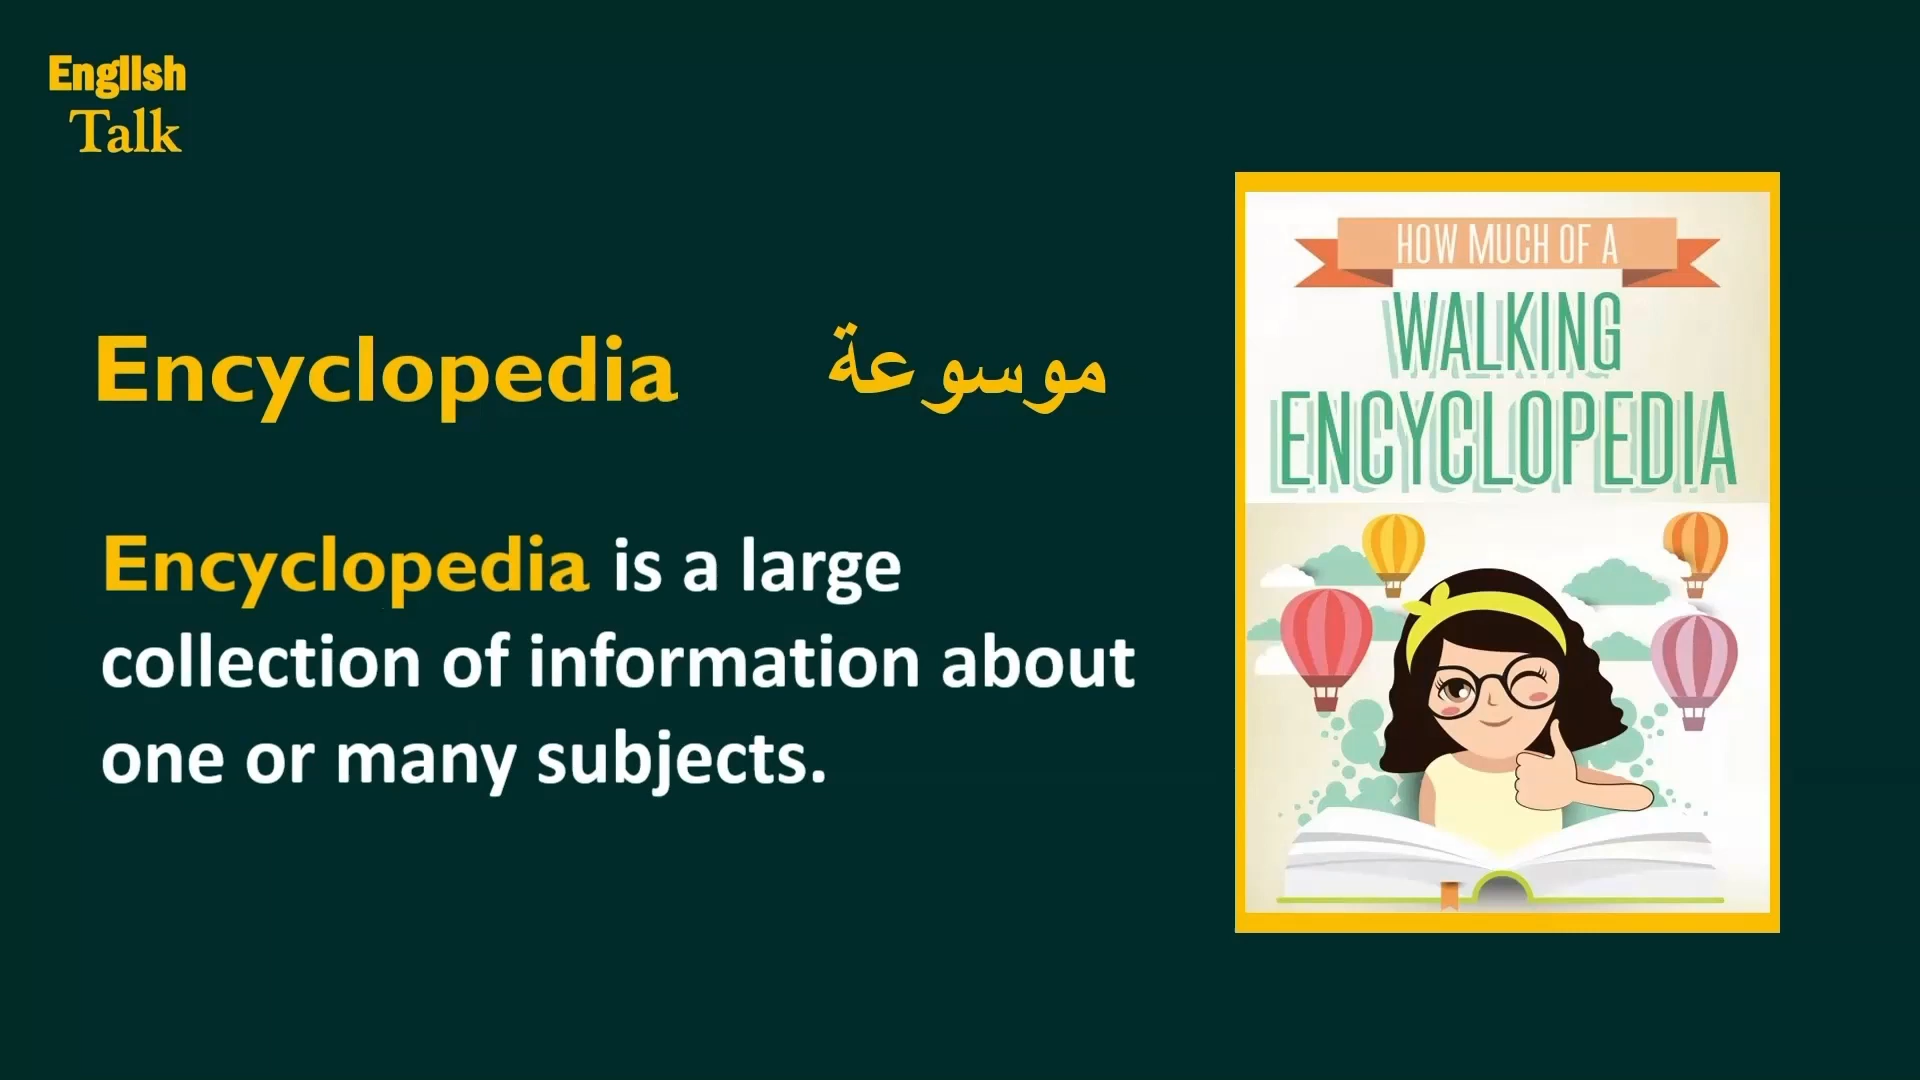 English
Talk
Encyclopedia موسوعة
Encyclopedia is a large
collection of information about
one or many subjects.
HOW MUCH OF A
WALKING
ENCYCLOPEDIA